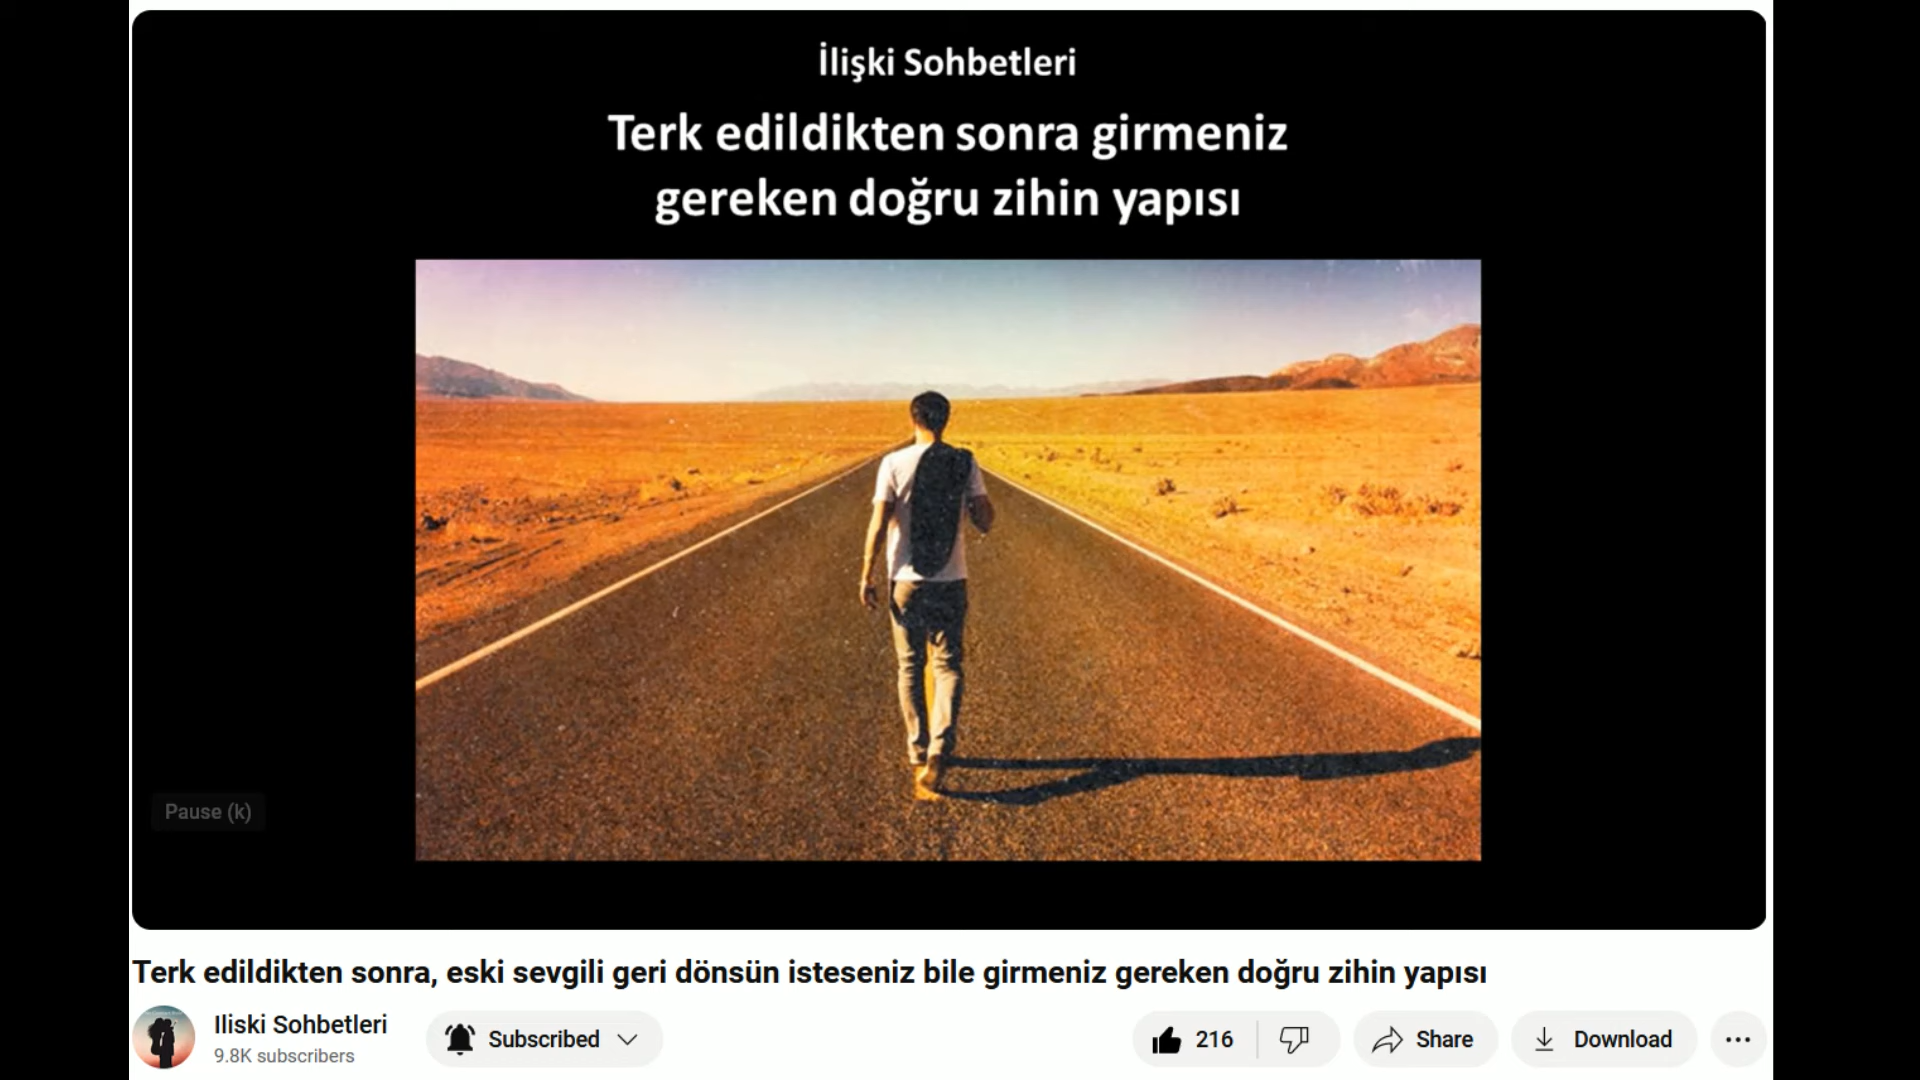 İlişki Sohbetleri
Terk edildikten sonra girmeniz
gereken doğru zihin yapısı
Pause (k)
Terk edildikten sonra, eski sevgili geri dönsün isteseniz bile girmeniz gereken doğru zihin yapısı
Iliski Sohbetleri
9.8K subscribers
Subscribed
216
Share
Download